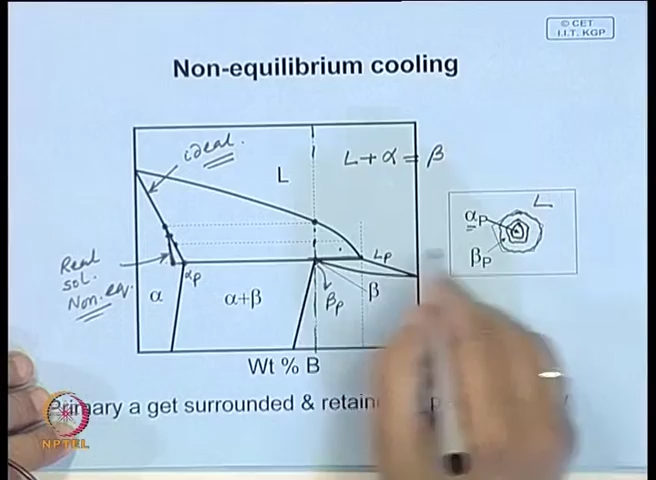 © CET
I.I.T. KGP
Non-equilibrium cooling
ideal.
L
L + α = β
L
αp
βp
Real
sol.
Non. eq.
αp
Lp
α
α+β
βp
β
Wt % B
Primary a get surrounded & retain
NPTEL